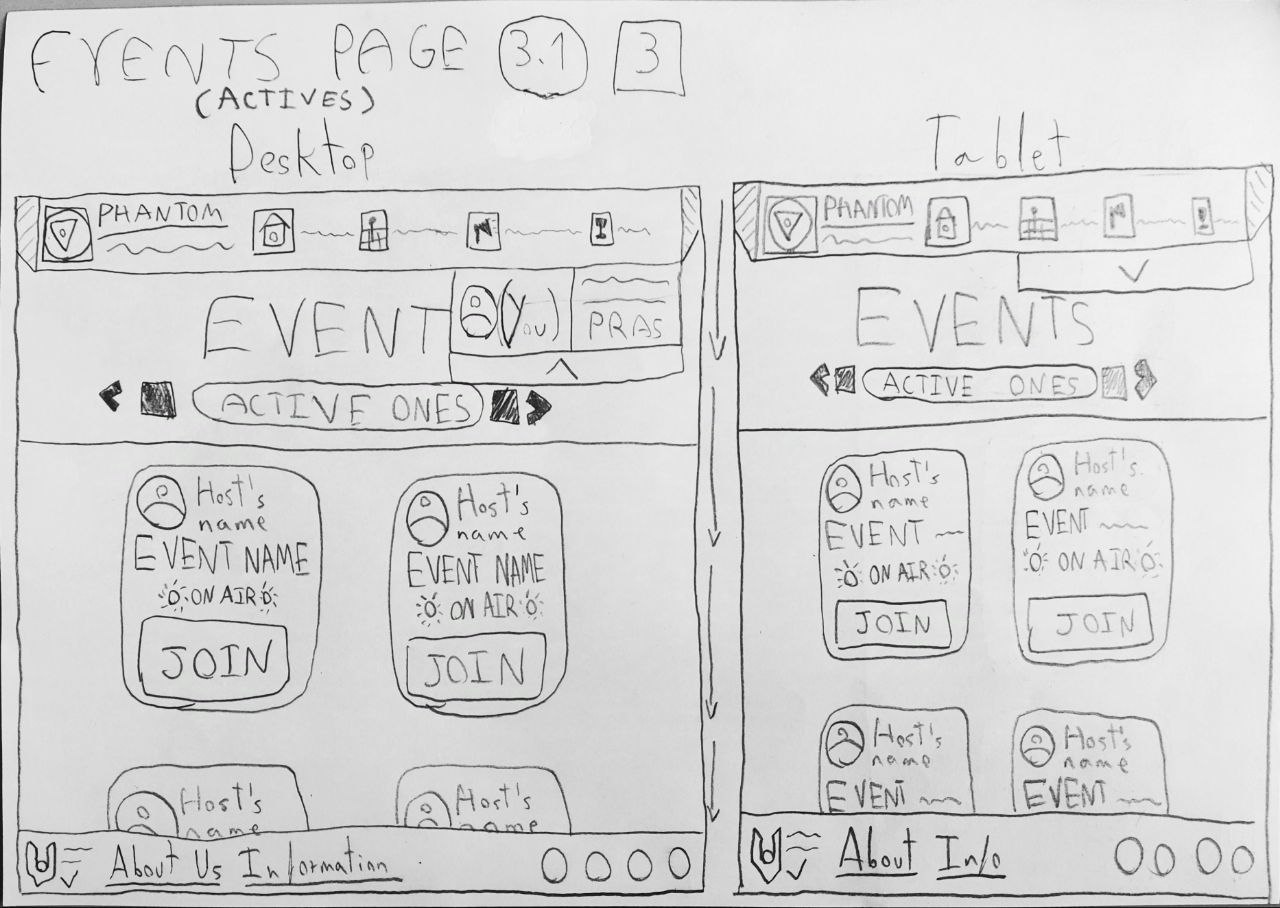 EVENTS PAGE 3.1 3
(ACTIVES)
Desktop
PHANTOM
EVENT
(You)
PRAS
ACTIVE ONES
Host's
name
EVENT NAME
ON AIR
JOIN
Host's
name
EVENT NAME
ON AIR
JOIN
Host's
name
Host's
name
About Us Information
Tablet
PHANTOM
EVENTS
ACTIVE ONES
Host's
name
EVENT
ON AIR
JOIN
Host's
name
EVENT
ON AIR
JOIN
Host's
name
EVENT
Host's
name
EVENT
About Info